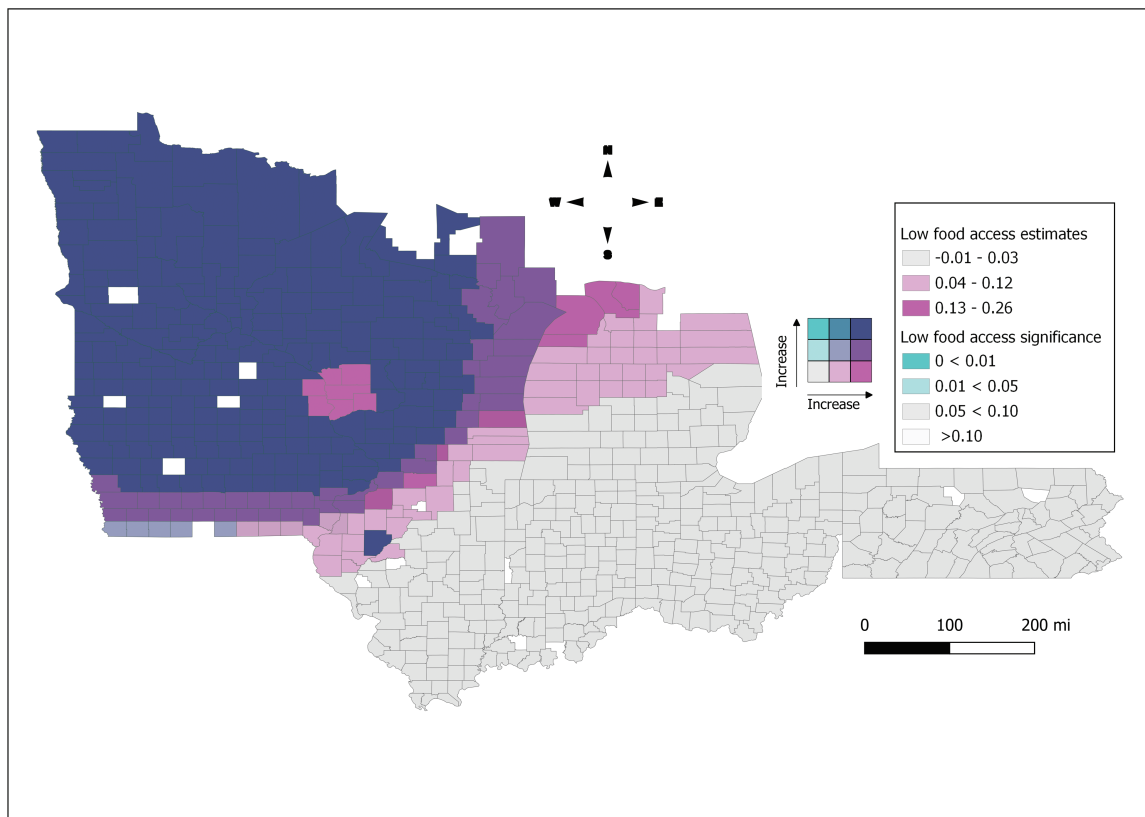 N
W
E
S
Low food access estimates
-0.01 - 0.03
0.04 - 0.12
0.13 - 0.26
Low food access significance
0 < 0.01
0.01 < 0.05
0.05 < 0.10
>0.10
Increase
Increase
0 100 200 mi